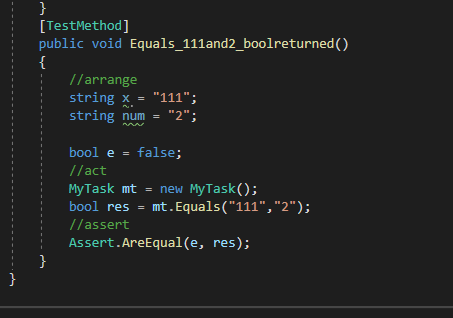 }
[TestMethod]
public void Equals_111and2_boolreturned()
{
//arrange
string x = "111";
string num = "2";
bool e = false;
//act
MyTask mt = new MyTask();
bool res = mt.Equals("111","2");
//assert
Assert.AreEqual(e, res);
}
}